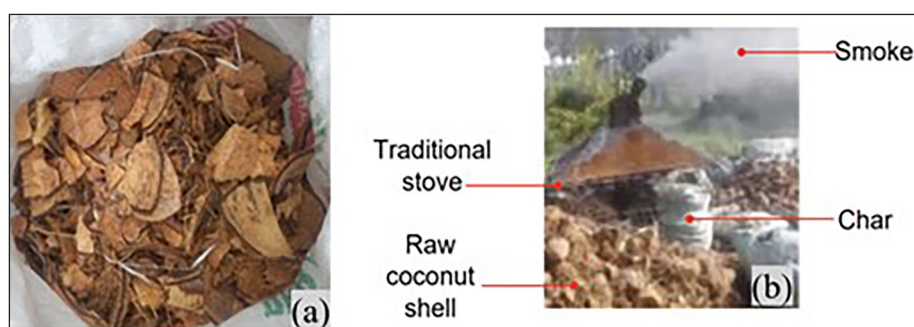 (a)
Smoke
Traditional
stove
Char
Raw
coconut
shell
(b)